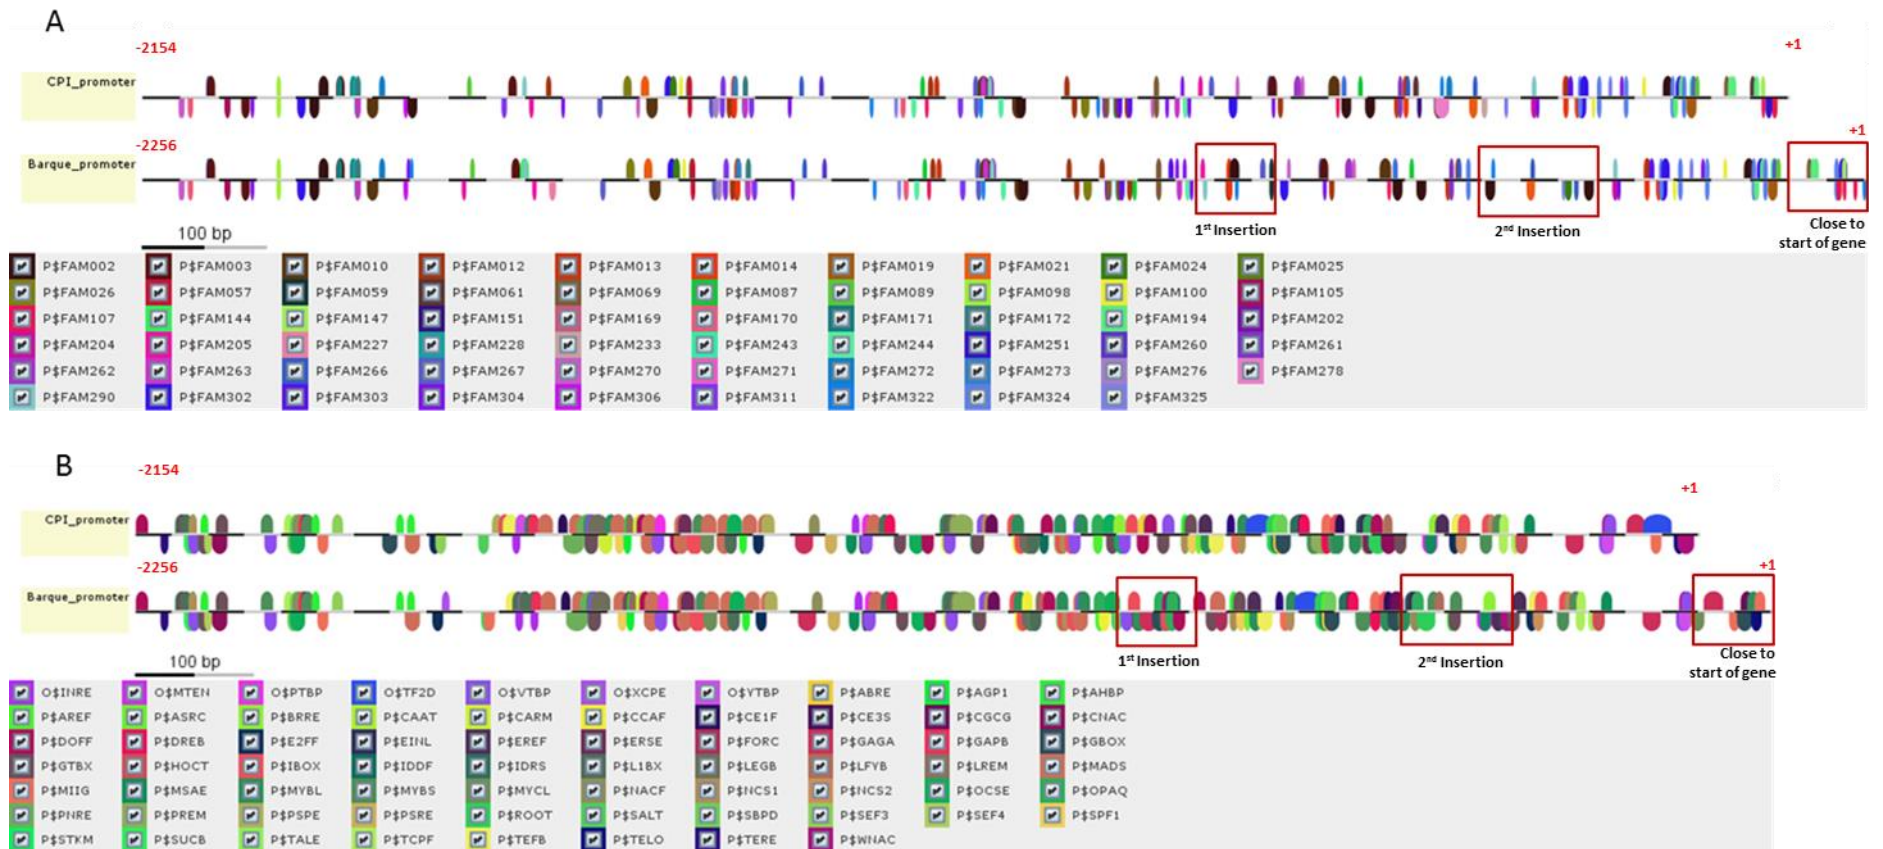 A
-2154
+1
CPI_promoter
-2256
+1
Barque_promoter
1st Insertion
2nd Insertion
Close to
start of gene
100 bp
P$FAM002 P$FAM003 P$FAM010 P$FAM012 P$FAM013 P$FAM014 P$FAM019 P$FAM021 P$FAM024 P$FAM025
P$FAM026 P$FAM057 P$FAM059 P$FAM061 P$FAM069 P$FAM087 P$FAM089 P$FAM098 P$FAM100 P$FAM105
P$FAM107 P$FAM144 P$FAM147 P$FAM151 P$FAM169 P$FAM170 P$FAM171 P$FAM172 P$FAM194 P$FAM202
P$FAM204 P$FAM205 P$FAM227 P$FAM228 P$FAM233 P$FAM243 P$FAM244 P$FAM251 P$FAM260 P$FAM261
P$FAM262 P$FAM263 P$FAM266 P$FAM267 P$FAM270 P$FAM271 P$FAM272 P$FAM273 P$FAM276 P$FAM278
P$FAM290 P$FAM302 P$FAM303 P$FAM304 P$FAM306 P$FAM311 P$FAM322 P$FAM324 P$FAM325
B
-2154
+1
CPI_promoter
-2256
+1
Barque_promoter
1st Insertion
2nd Insertion
Close to
start of gene
100 bp
O$INRE O$MTEN O$PTBP O$TF2D O$VTBP O$XCPE O$YTBP P$ABRE P$AGP1 P$AHBP
P$AREF P$ASRC P$BRRE P$CAAT P$CARM P$CCAF P$CE1F P$CE3S P$CGCG P$CNAC
P$DOFF P$DREB P$E2FF P$EINL P$EREF P$ERSE P$FORC P$GAGA P$GAPB P$GBOX
P$GTBX P$HOCT P$IBOX P$IDDF P$IDRS P$L1BX P$LEGB P$LFYB P$LREM P$MADS
P$MIIG P$MSAE P$MYBL P$MYBS P$MYCL P$NACF P$NCS1 P$NCS2 P$OCSE P$OPAQ
P$PNRE P$PREM P$PSPE P$PSRE P$ROOT P$SALT P$SBPD P$SEF3 P$SEF4 P$SPF1
P$STKM P$SUCB P$TALE P$TCPF P$TEFB P$TELO P$TERE P$WNAC